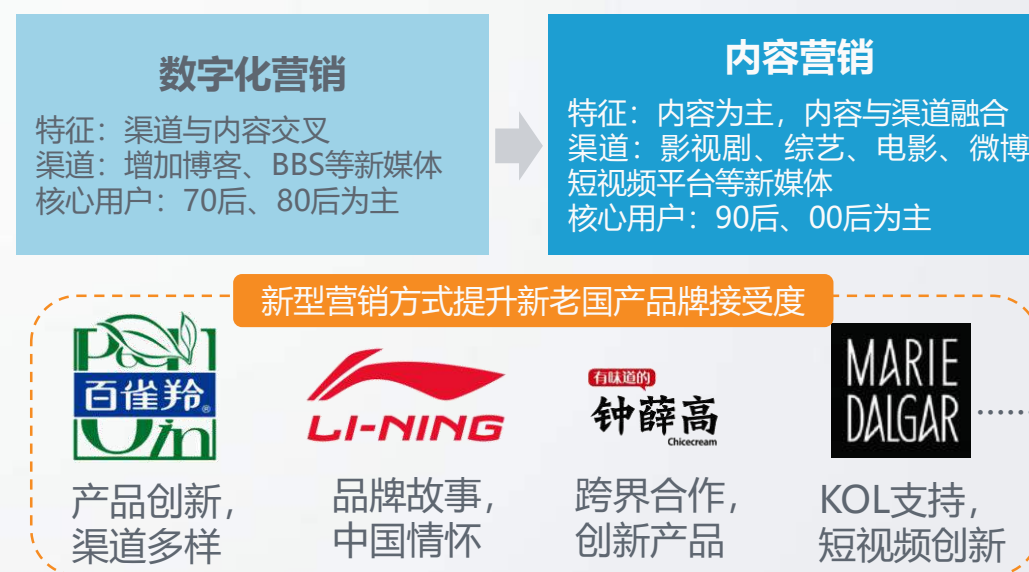 数字化营销
特征：渠道与内容交叉
渠道：增加博客、BBS等新媒体
核心用户：70后、80后为主
内容营销
特征：内容为主，内容与渠道融合
渠道：影视剧、综艺、电影、微博
短视频平台等新媒体
核心用户：90后、00后为主
新型营销方式提升新老国产品牌接受度
百雀羚®
LI-NING
有味道的
钟薛高
Chicecream
MARIE
DALGAR
......
产品创新，
渠道多样
品牌故事，
中国情怀
跨界合作，
创新产品
KOL支持，
短视频创新